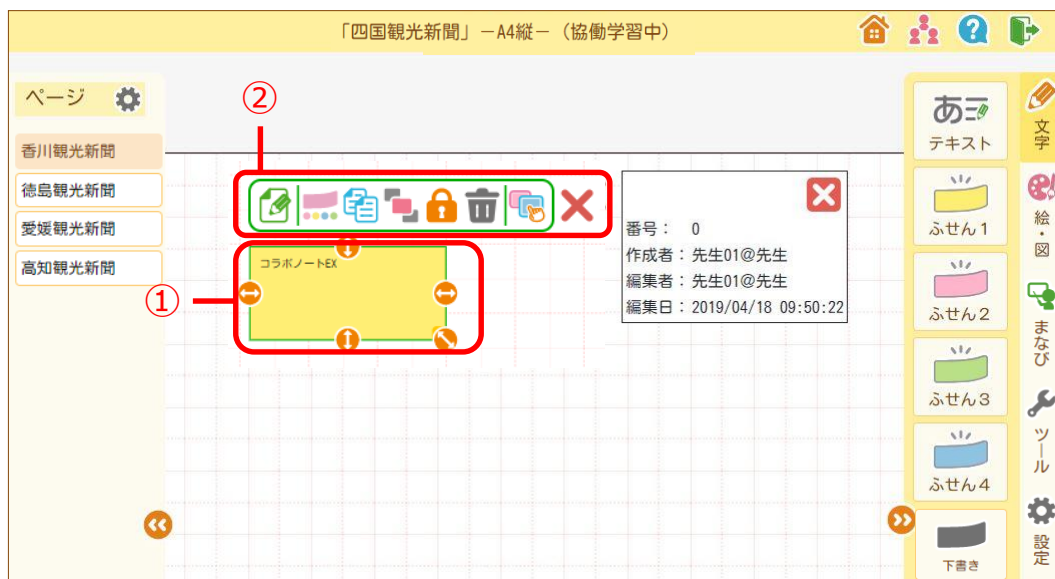 「四国観光新聞」－A4縦－（協働学習中）
ページ
香川観光新聞
徳島観光新聞
愛媛観光新聞
高知観光新聞
②
①
コラボノートEX
番号： 0
作成者：先生01@先生
編集者：先生01@先生
編集日：2019/04/18 09:50:22
あ
テキスト
ふせん1
ふせん2
ふせん3
ふせん4
下書き
文字
絵・図
まなび
ツール
設定